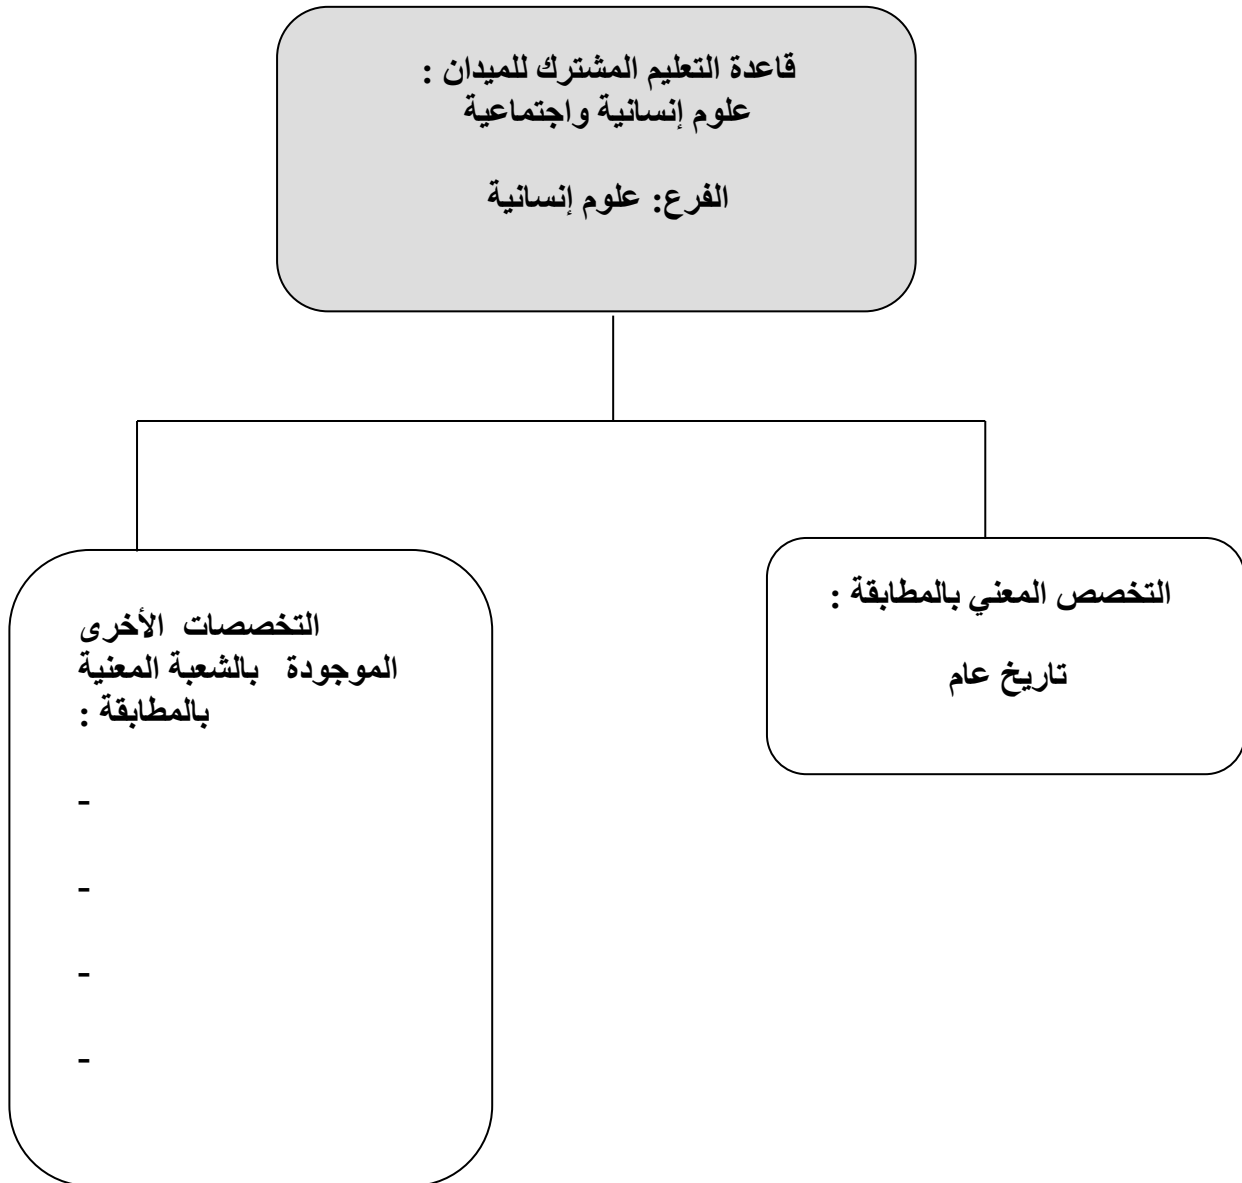 قاعدة التعليم المشترك للميدان :
علوم إنسانية واجتماعية
الفرع: علوم إنسانية
التخصص المعني بالمطابقة :
تاريخ عام
التخصصات الأخرى
الموجودة بالشعبة المعنية
بالمطابقة :
-
-
-
-